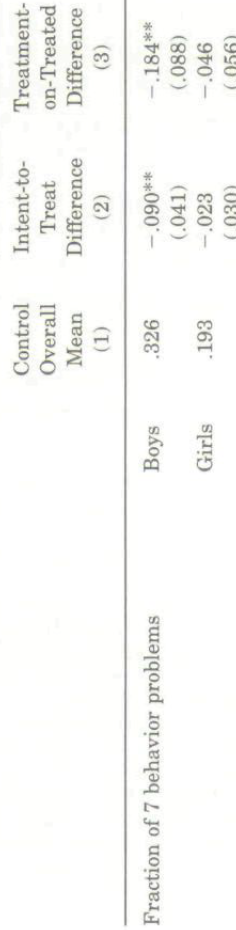 Control Intent-to- Treatment-
Overall Treat on-Treated
Mean Difference Difference
(1) (2) (3)
Fraction of 7 behavior problems Boys .326 −.090** −.184**
(.041) (.088)
Girls .193 −.023 −.046
(.030) (.056)